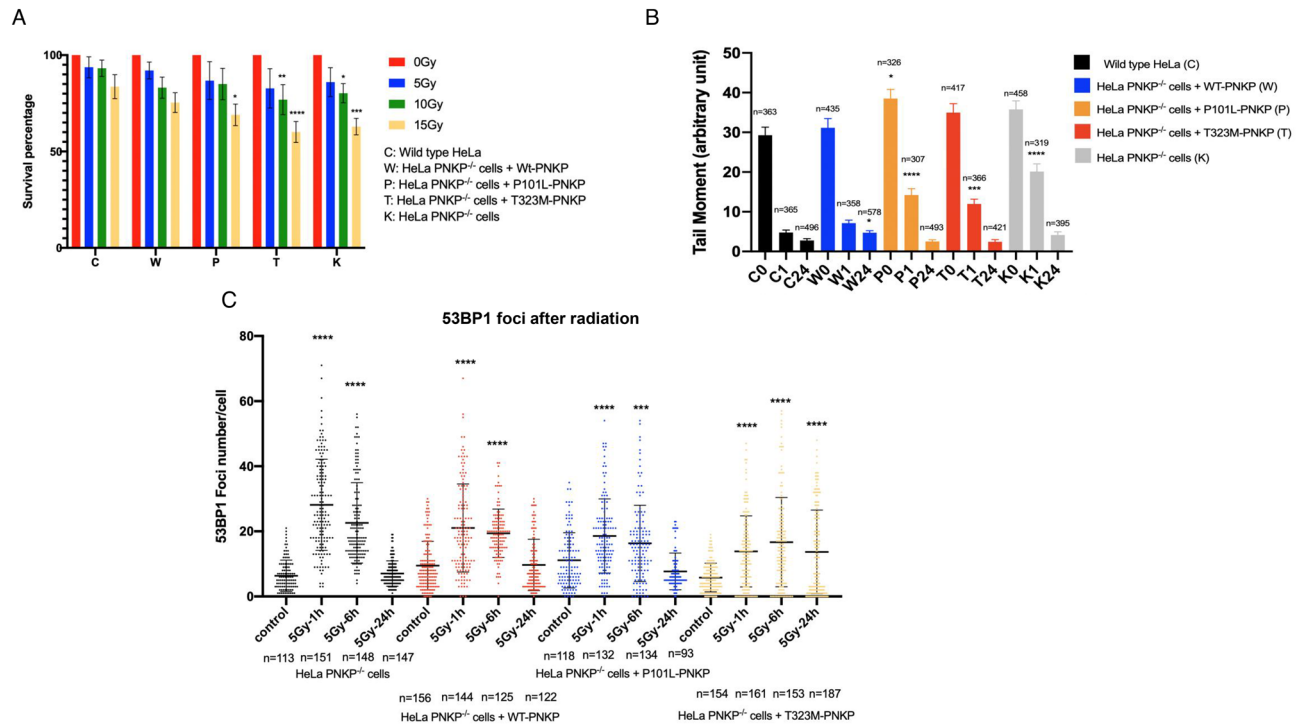 A
Survival percentage
100
80
60
40
20
0
*
**
****
*
***
C
W
P
T
K
0Gy
5Gy
10Gy
15Gy
C: Wild type HeLa
W: HeLa PNKP-/- cells + Wt-PNKP
P: HeLa PNKP-/- cells + P101L-PNKP
T: HeLa PNKP-/- cells + T323M-PNKP
K: HeLa PNKP-/- cells
B
Tail Moment (arbitrary unit)
50
40
30
20
10
0
n=363
n=365
n=496
n=435
n=358
n=578
*
n=326
*
n=307
****
n=493
n=417
n=366
***
n=421
n=458
n=319
****
n=395
C0
C1
C24
W0
W1
W24
P0
P1
P24
T0
T1
T24
K0
K1
K24
Wild type HeLa (C)
HeLa PNKP-/- cells + WT-PNKP (W)
HeLa PNKP-/- cells + P101L-PNKP (P)
HeLa PNKP-/- cells + T323M-PNKP (T)
HeLa PNKP-/- cells (K)
C
53BP1 foci after radiation
53BP1 Foci number/cell
80
60
40
20
0
****
****
****
****
****
***
****
****
****
control
5Gy-1h
5Gy-6h
5Gy-24h
control
5Gy-1h
5Gy-6h
5Gy-24h
control
5Gy-1h
5Gy-6h
5Gy-24h
control
5Gy-1h
5Gy-6h
5Gy-24h
n=113 n=151 n=148 n=147
HeLa PNKP-/- cells
n=118 n=132 n=134 n=93
HeLa PNKP-/- cells + P101L-PNKP
n=156 n=144 n=125 n=122
HeLa PNKP-/- cells + WT-PNKP
n=154 n=161 n=153 n=187
HeLa PNKP-/- cells + T323M-PNKP